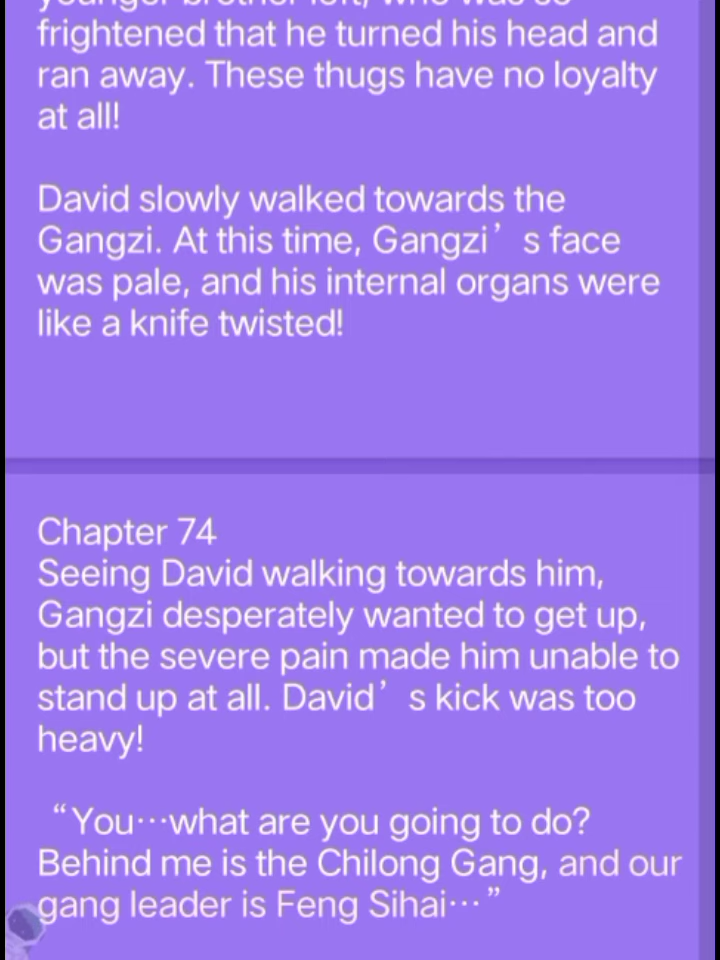 frightened that he turned his head and
ran away. These thugs have no loyalty
at all!
David slowly walked towards the
Gangzi. At this time, Gangzi’s face
was pale, and his internal organs were
like a knife twisted!
Chapter 74
Seeing David walking towards him,
Gangzi desperately wanted to get up,
but the severe pain made him unable to
stand up at all. David’s kick was too
heavy!
“You···what are you going to do?
Behind me is the Chilong Gang, and our
gang leader is Feng Sihai···”